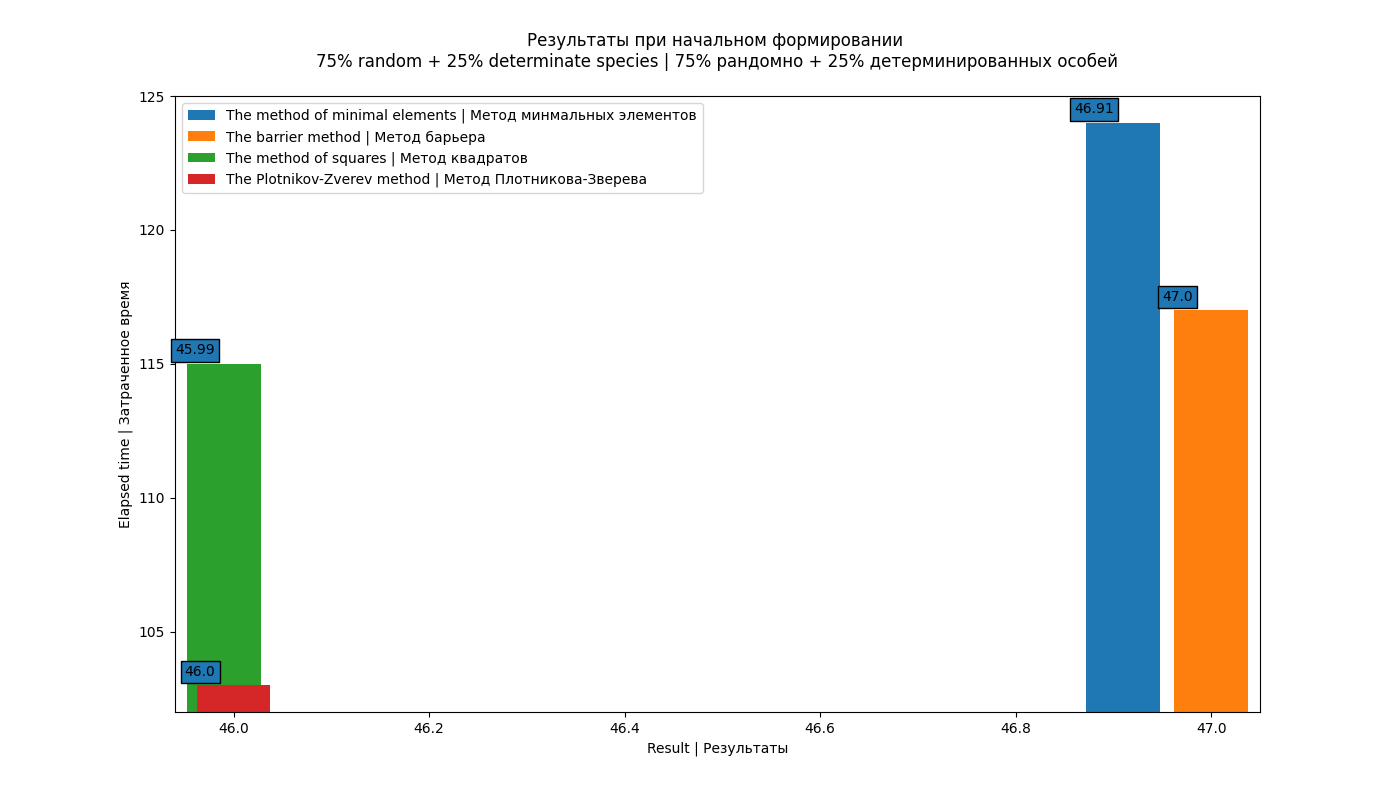 Результаты при начальном формировании
75% random + 25% determinate species | 75% рандомно + 25% детерминированных особей
The method of minimal elements | Метод минмальных элементов
The barrier method | Метод барьера
The method of squares | Метод квадратов
The Plotnikov-Zverev method | Метод Плотникова-Зверева
46.91
47.0
45.99
46.0
125
120
115
110
105
Elapsed time | Затраченное время
46.0 46.2 46.4 46.6 46.8 47.0
Result | Результаты